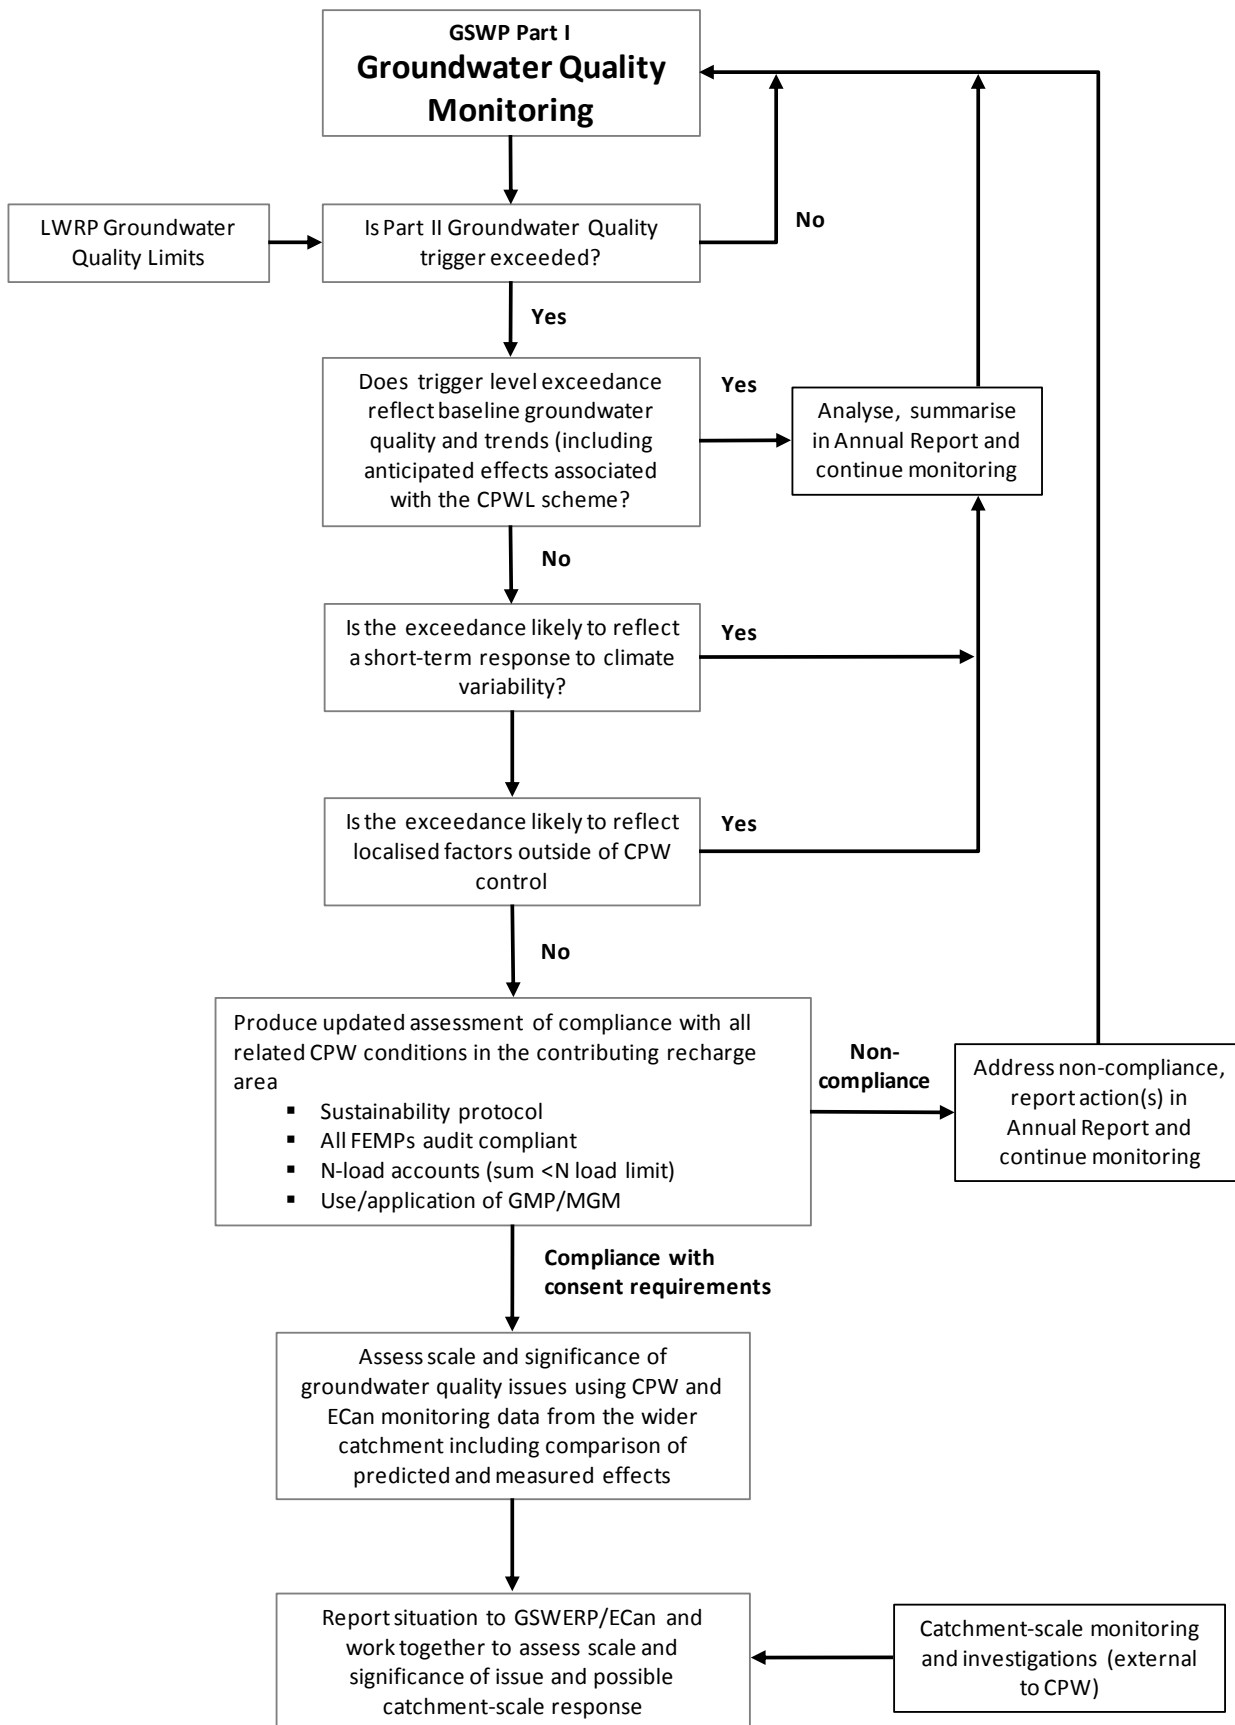 GSWP Part I
Groundwater Quality
Monitoring
LWRP Groundwater
Quality Limits
Is Part II Groundwater Quality
trigger exceeded?
No
Yes
Does trigger level exceedance
reflect baseline groundwater
quality and trends (including
anticipated effects associated
with the CPWL scheme?
Yes
Analyse, summarise
in Annual Report and
continue monitoring
No
Is the exceedance likely to reflect
a short-term response to climate
variability?
Yes
Is the exceedance likely to reflect
localised factors outside of CPW
control
Yes
No
Produce updated assessment of compliance with all
related CPW conditions in the contributing recharge
area
▪ Sustainability protocol
▪ All FEMPs audit compliant
▪ N-load accounts (sum <N load limit)
▪ Use/application of GMP/MGM
Non-
compliance
Address non-compliance,
report action(s) in
Annual Report and
continue monitoring
Compliance with
consent requirements
Assess scale and significance of
groundwater quality issues using CPW and
ECan monitoring data from the wider
catchment including comparison of
predicted and measured effects
Report situation to GSWERP/ECan and
work together to assess scale and
significance of issue and possible
catchment-scale response
Catchment-scale monitoring
and investigations (external
to CPW)